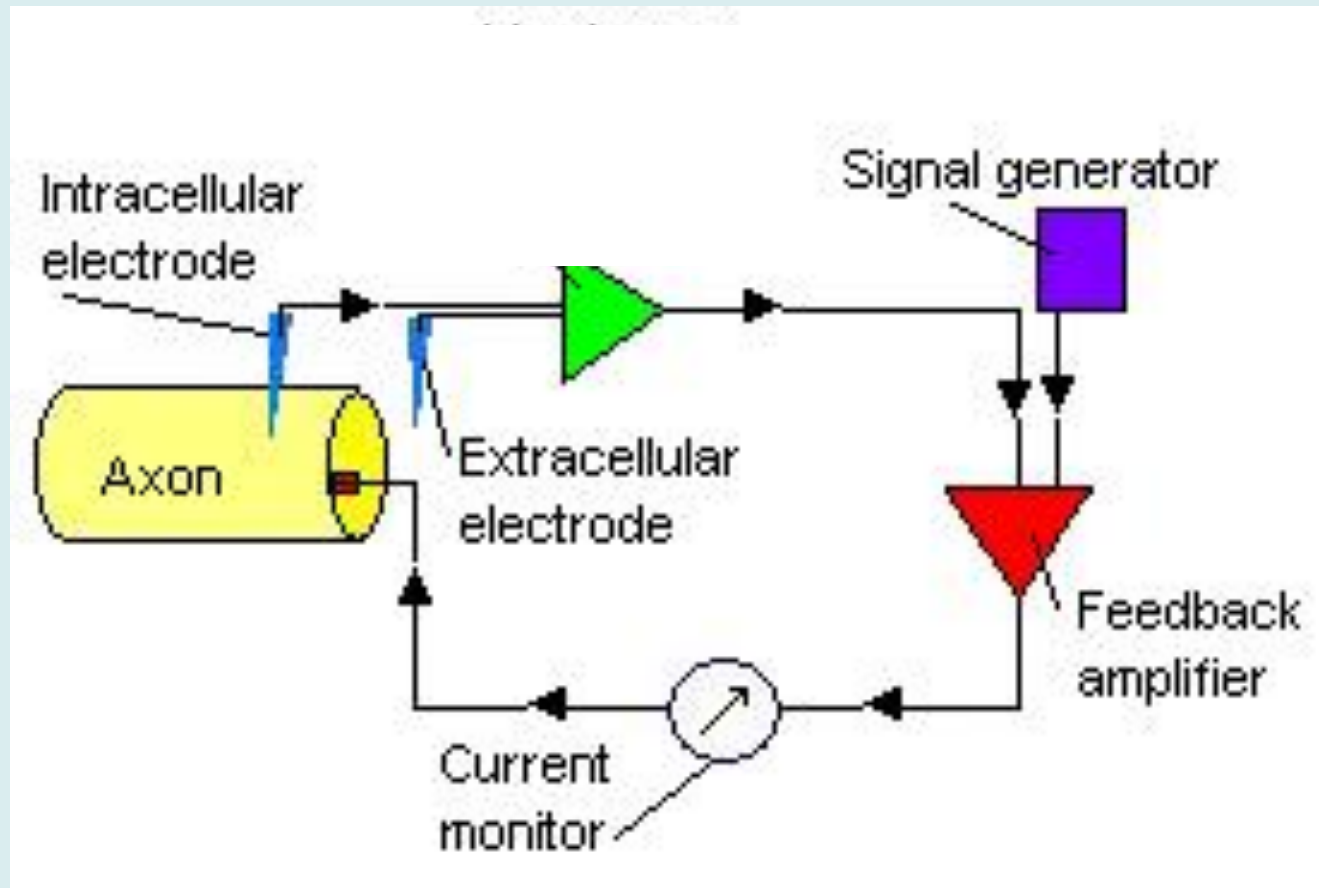 Intracellular
electrode
Signal generator
Axon
Extracellular
electrode
Feedback
amplifier
Current
monitor